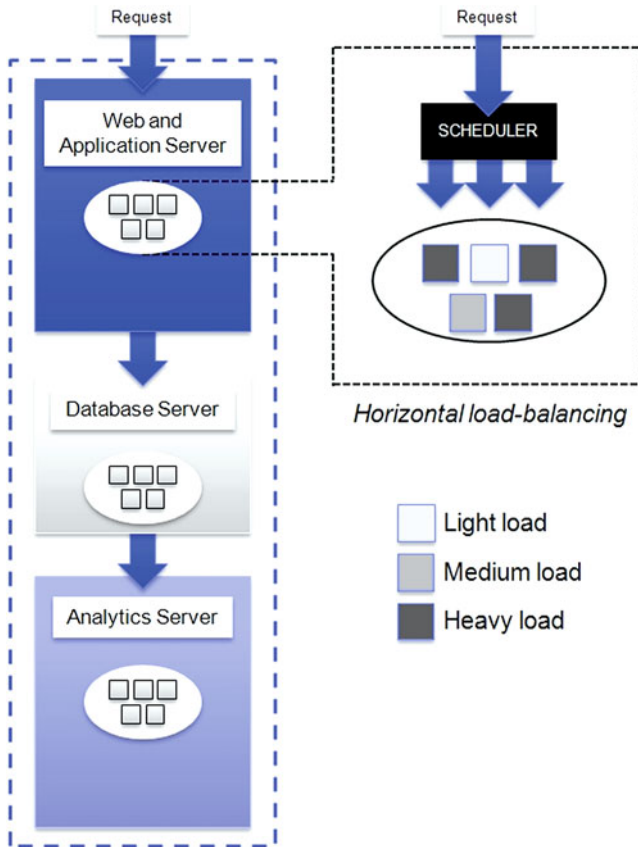 Request
Web and
Application Server
Database Server
Analytics Server
Request
SCHEDULER
Horizontal load-balancing
Light load
Medium load
Heavy load